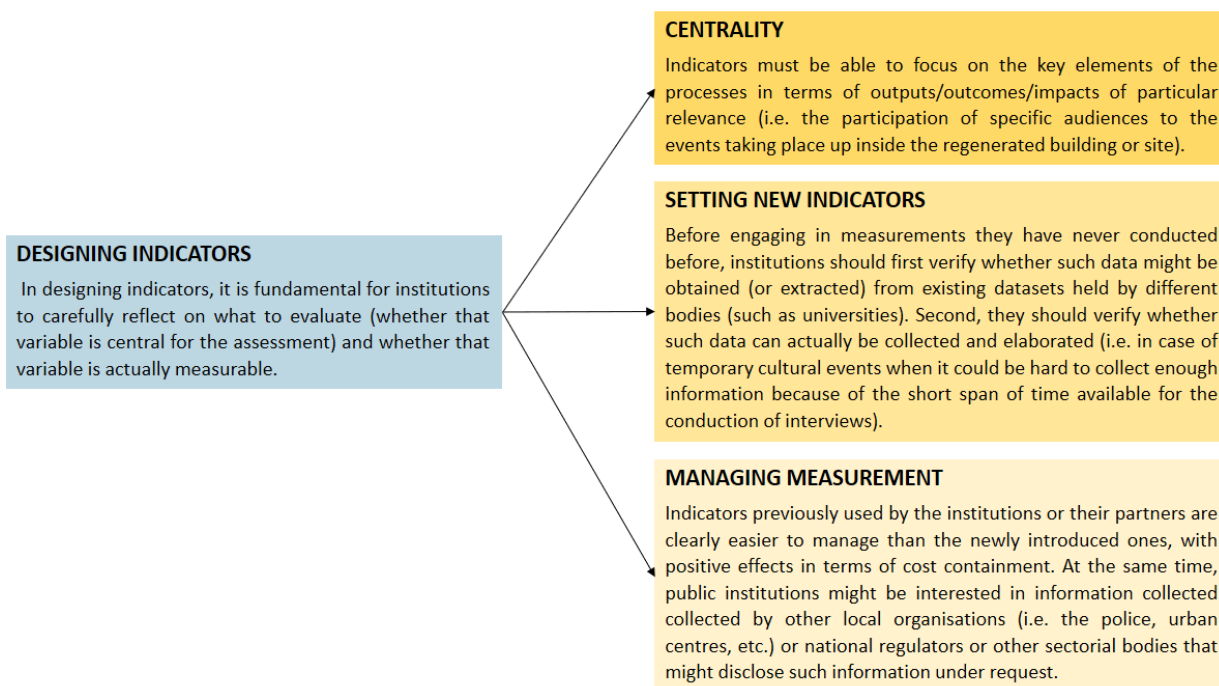 DESIGNING INDICATORS
In designing indicators, it is fundamental for institutions
to carefully reflect on what to evaluate (whether that
variable is central for the assessment) and whether that
variable is actually measurable.
CENTRALITY
Indicators must be able to focus on the key elements of the
processes in terms of outputs/outcomes/impacts of particular
relevance (i.e. the participation of specific audiences to the
events taking place up inside the regenerated building or site).
SETTING NEW INDICATORS
Before engaging in measurements they have never conducted
before, institutions should first verify whether such data might be
obtained (or extracted) from existing datasets held by different
bodies (such as universities). Second, they should verify whether
such data can actually be collected and elaborated (i.e. in case of
temporary cultural events when it could be hard to collect enough
information because of the short span of time available for the
conduction of interviews).
MANAGING MEASUREMENT
Indicators previously used by the institutions or their partners are
clearly easier to manage than the newly introduced ones, with
positive effects in terms of cost containment. At the same time,
public institutions might be interested in information collected
collected by other local organisations (i.e. the police, urban
centres, etc.) or national regulators or other sectorial bodies that
might disclose such information under request.